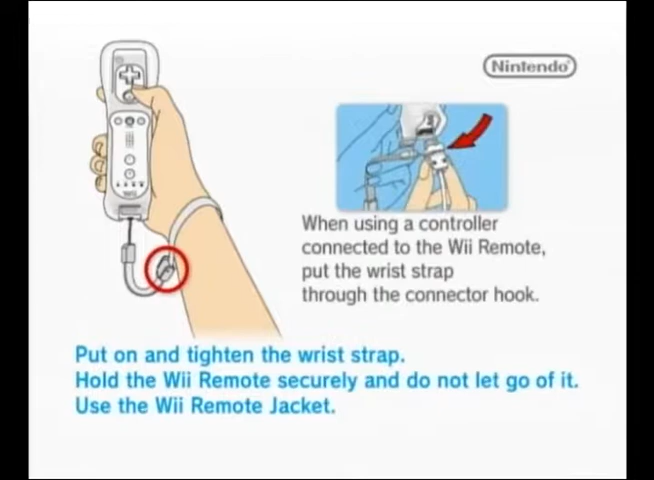 Nintendo
When using a controller
connected to the Wii Remote,
put the wrist strap
through the connector hook.
Put on and tighten the wrist strap.
Hold the Wii Remote securely and do not let go of it.
Use the Wii Remote Jacket.